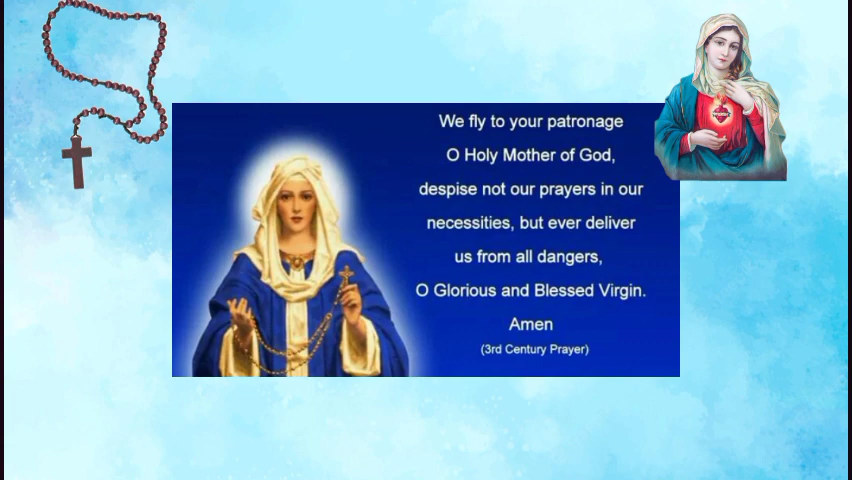 We fly to your patronage
O Holy Mother of God,
despise not our prayers in our
necessities, but ever deliver
us from all dangers,
O Glorious and Blessed Virgin.
Amen
(3rd Century Prayer)